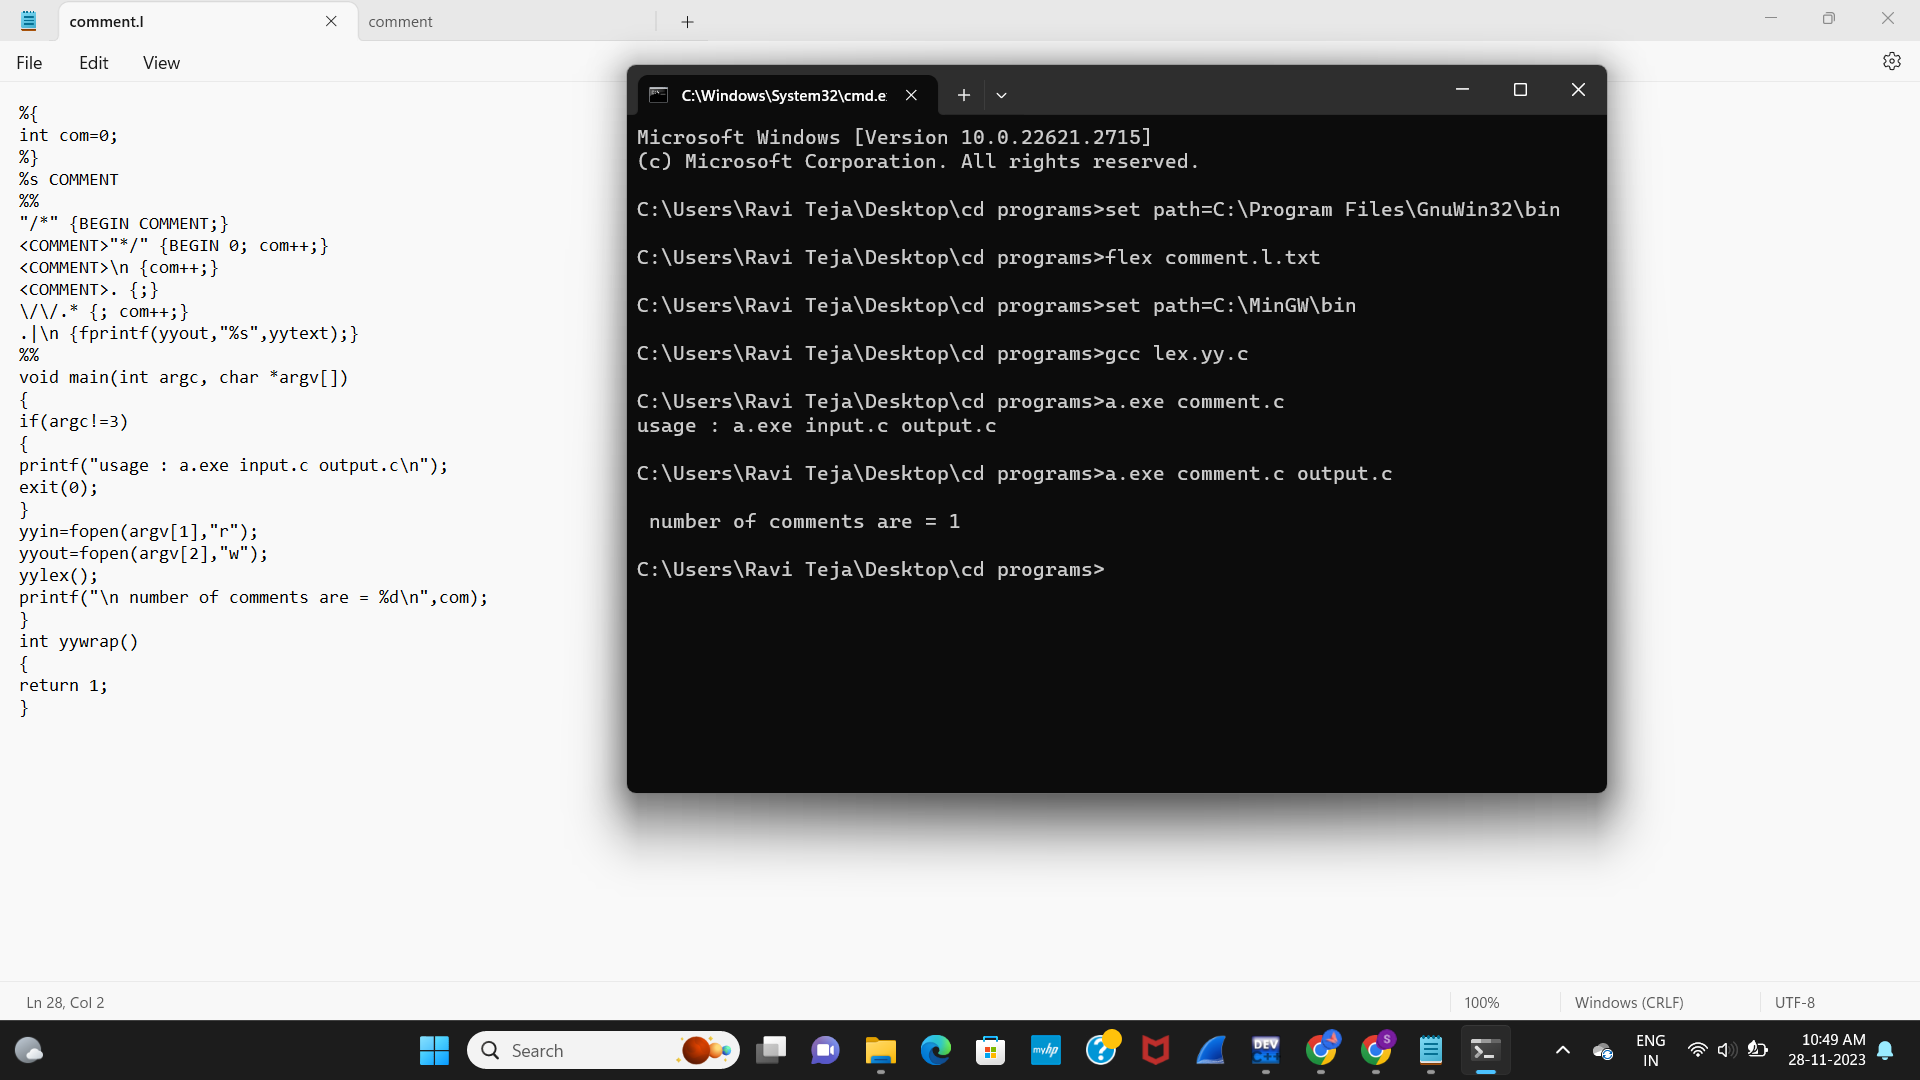 comment.l
comment
File Edit View
%{
int com=0;
%}
%s COMMENT
%%
"/*" {BEGIN COMMENT;}
<COMMENT>"*/" {BEGIN 0; com++;}
<COMMENT>\n {com++;}
<COMMENT>. {;}
\/\/.* {; com++;}
.|\n {fprintf(yyout,"%s",yytext);}
%%
void main(int argc, char *argv[])
{
if(argc!=3)
{
printf("usage : a.exe input.c output.c\n");
exit(0);
}
yyin=fopen(argv[1],"r");
yyout=fopen(argv[2],"w");
yylex();
printf("\n number of comments are = %d\n",com);
}
int yywrap()
{
return 1;
}
C:\Windows\System32\cmd.e
Microsoft Windows [Version 10.0.22621.2715]
(c) Microsoft Corporation. All rights reserved.
C:\Users\Ravi Teja\Desktop\cd programs>set path=C:\Program Files\GnuWin32\bin
C:\Users\Ravi Teja\Desktop\cd programs>flex comment.l.txt
C:\Users\Ravi Teja\Desktop\cd programs>set path=C:\MinGW\bin
C:\Users\Ravi Teja\Desktop\cd programs>gcc lex.yy.c
C:\Users\Ravi Teja\Desktop\cd programs>a.exe comment.c
usage : a.exe input.c output.c
C:\Users\Ravi Teja\Desktop\cd programs>a.exe comment.c output.c
 number of comments are = 1
C:\Users\Ravi Teja\Desktop\cd programs>
Ln 28, Col 2
100%
Windows (CRLF)
UTF-8
Search
myhp
DEV
C++
S
ENG
IN
10:49 AM
28-11-2023